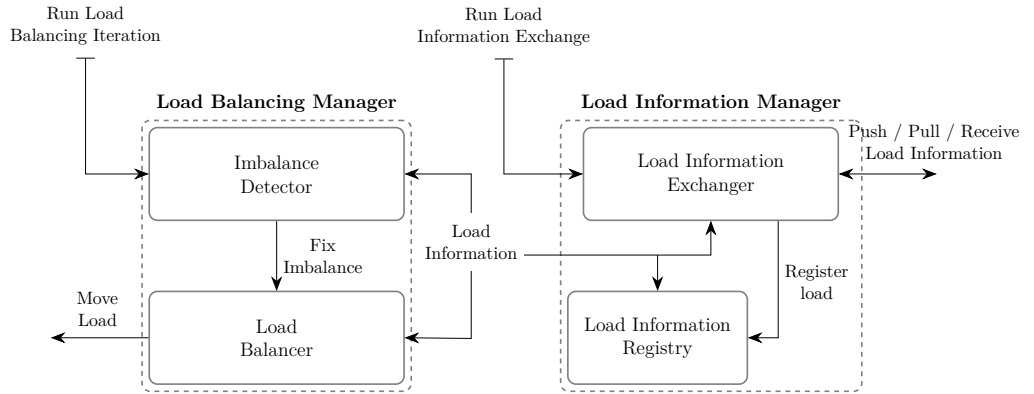 Run Load
Balancing Iteration
Run Load
Information Exchange
Load Balancing Manager
Load Information Manager
Imbalance
Detector
Load Information
Exchanger
Push / Pull / Receive
Load Information
Load
Information
Fix
Imbalance
Register
load
Move
Load
Load
Balancer
Load Information
Registry